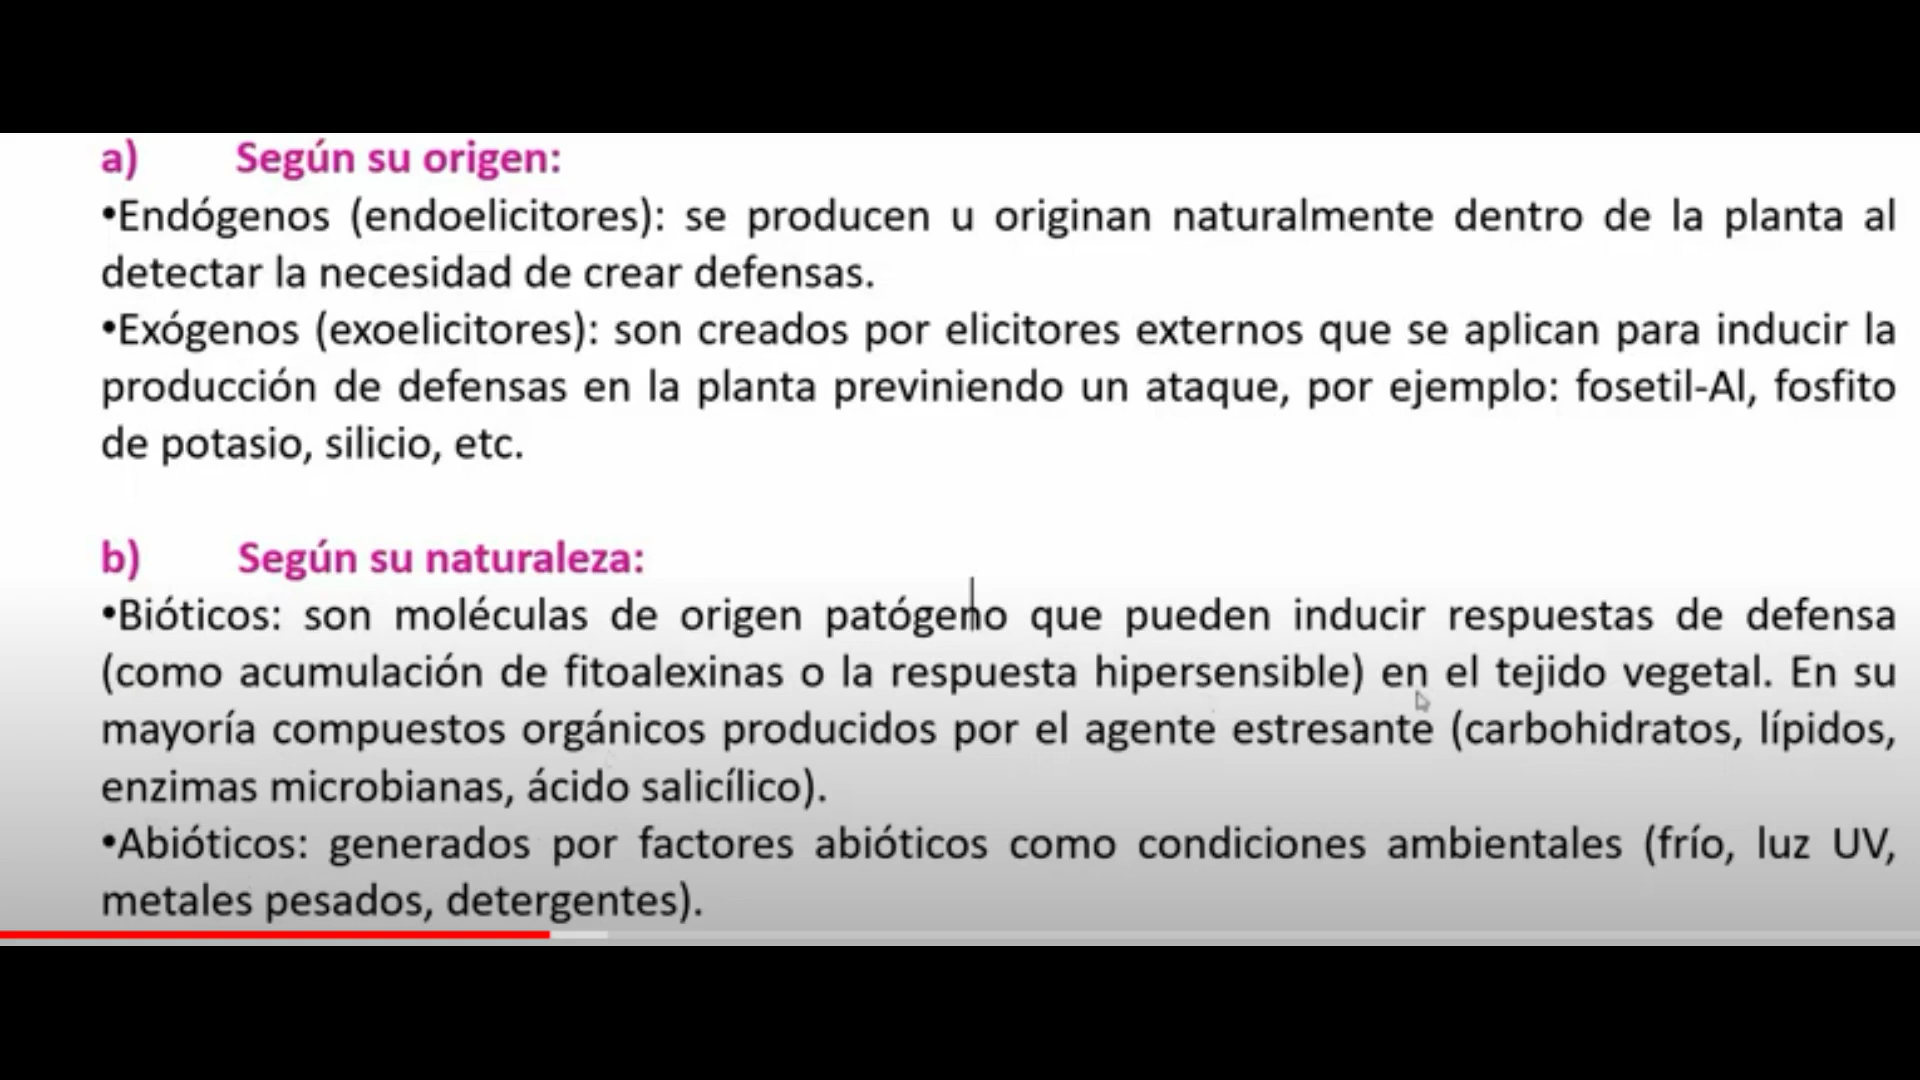 a) Según su origen:
•Endógenos (endoelicitores): se producen u originan naturalmente dentro de la planta al
detectar la necesidad de crear defensas.
•Exógenos (exoelicitores): son creados por elicitores externos que se aplican para inducir la
producción de defensas en la planta previniendo un ataque, por ejemplo: fosetil-Al, fosfito
de potasio, silicio, etc.
b) Según su naturaleza:
•Bióticos: son moléculas de origen patógeno que pueden inducir respuestas de defensa
(como acumulación de fitoalexinas o la respuesta hipersensible) en el tejido vegetal. En su
mayoría compuestos orgánicos producidos por el agente estresante (carbohidratos, lípidos,
enzimas microbianas, ácido salicílico).
•Abióticos: generados por factores abióticos como condiciones ambientales (frío, luz UV,
metales pesados, detergentes).